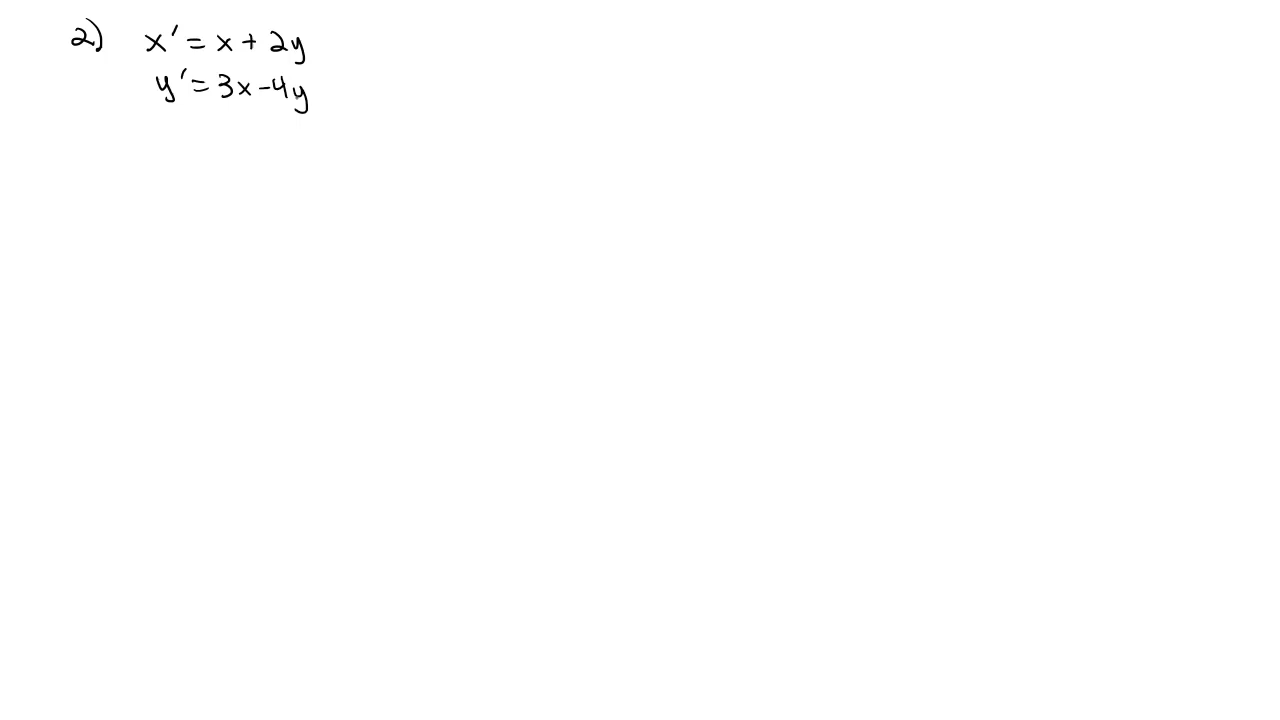 2) x' = x + 2y
y' = 3x - 4y